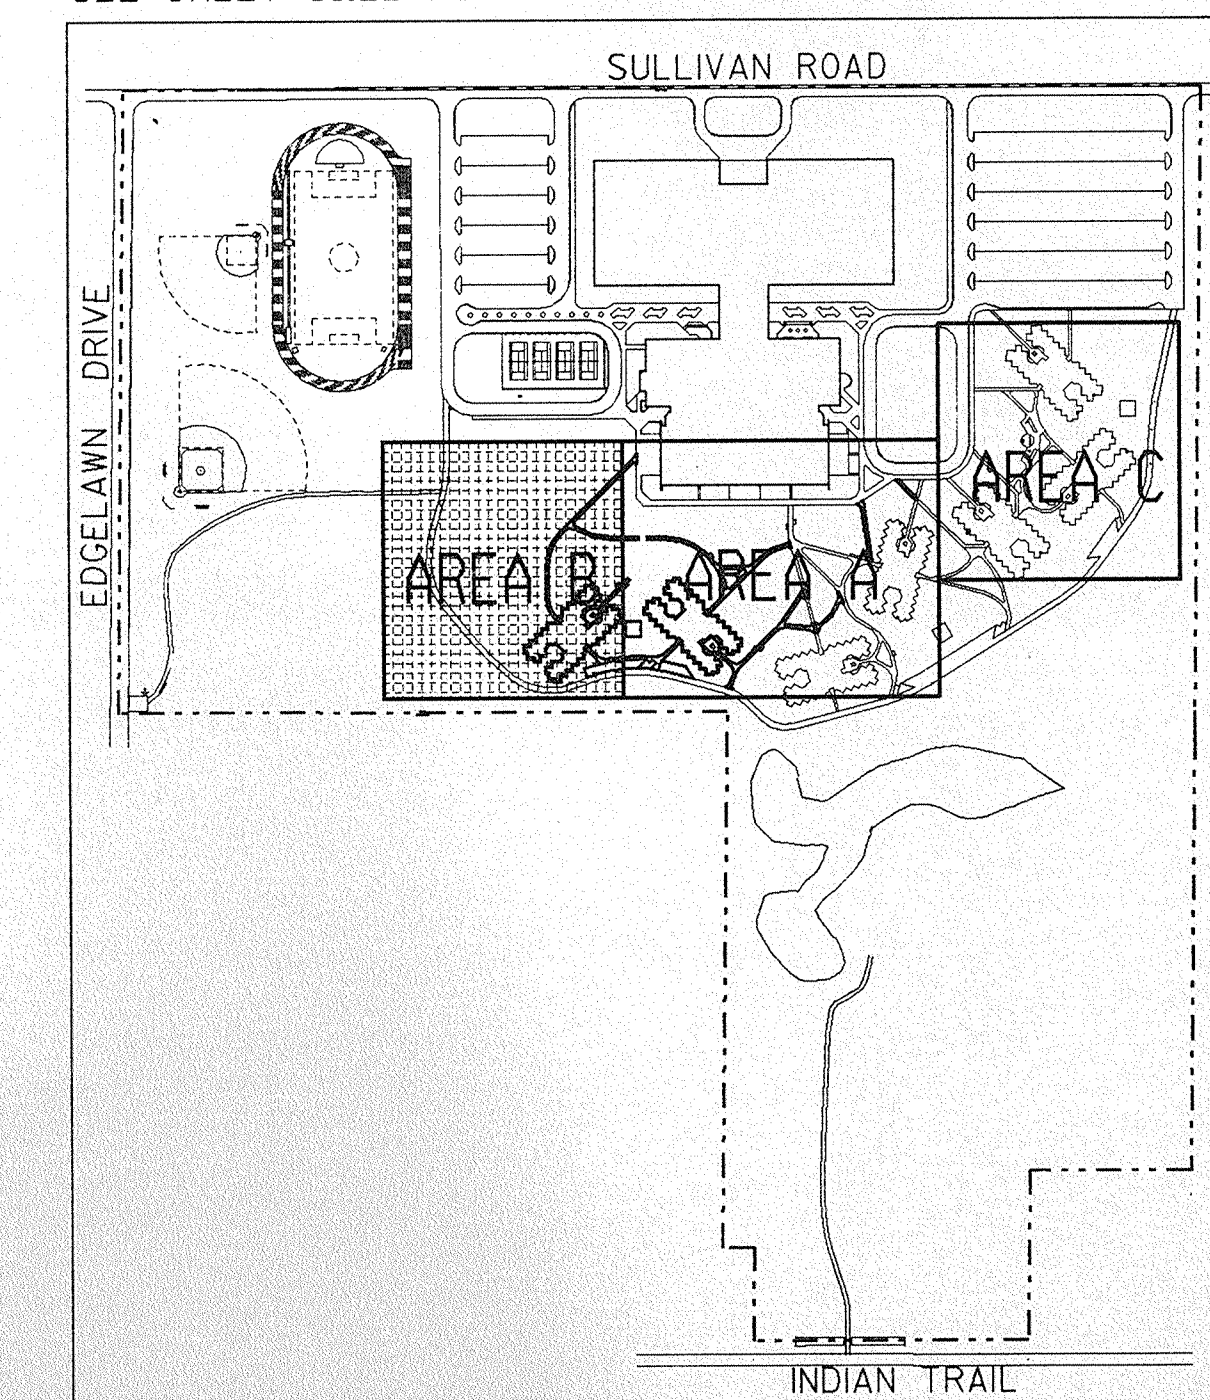 SULLIVAN ROAD
EDGELAWN DRIVE
AREA C
AREA B
AREA A
INDIAN TRAIL